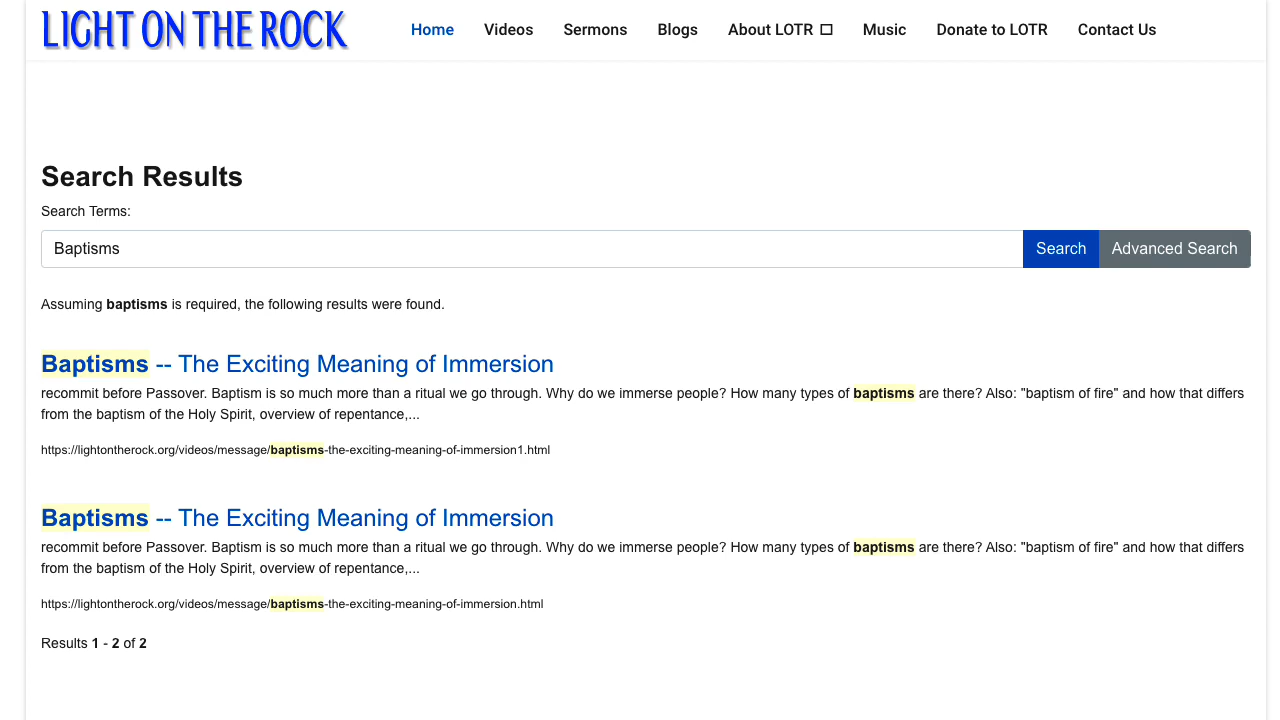 LIGHT ON THE ROCK
Home Videos Sermons Blogs About LOTR Music Donate to LOTR Contact Us
Search Results
Search Terms:
Baptisms Search Advanced Search
Assuming baptisms is required, the following results were found.
Baptisms -- The Exciting Meaning of Immersion
recommit before Passover. Baptism is so much more than a ritual we go through. Why do we immerse people? How many types of baptisms are there? Also: "baptism of fire" and how that differs
from the baptism of the Holy Spirit, overview of repentance,...
https://lightontherock.org/videos/message/baptisms-the-exciting-meaning-of-immersion1.html
Baptisms -- The Exciting Meaning of Immersion
recommit before Passover. Baptism is so much more than a ritual we go through. Why do we immerse people? How many types of baptisms are there? Also: "baptism of fire" and how that differs
from the baptism of the Holy Spirit, overview of repentance,...
https://lightontherock.org/videos/message/baptisms-the-exciting-meaning-of-immersion.html
Results 1 - 2 of 2